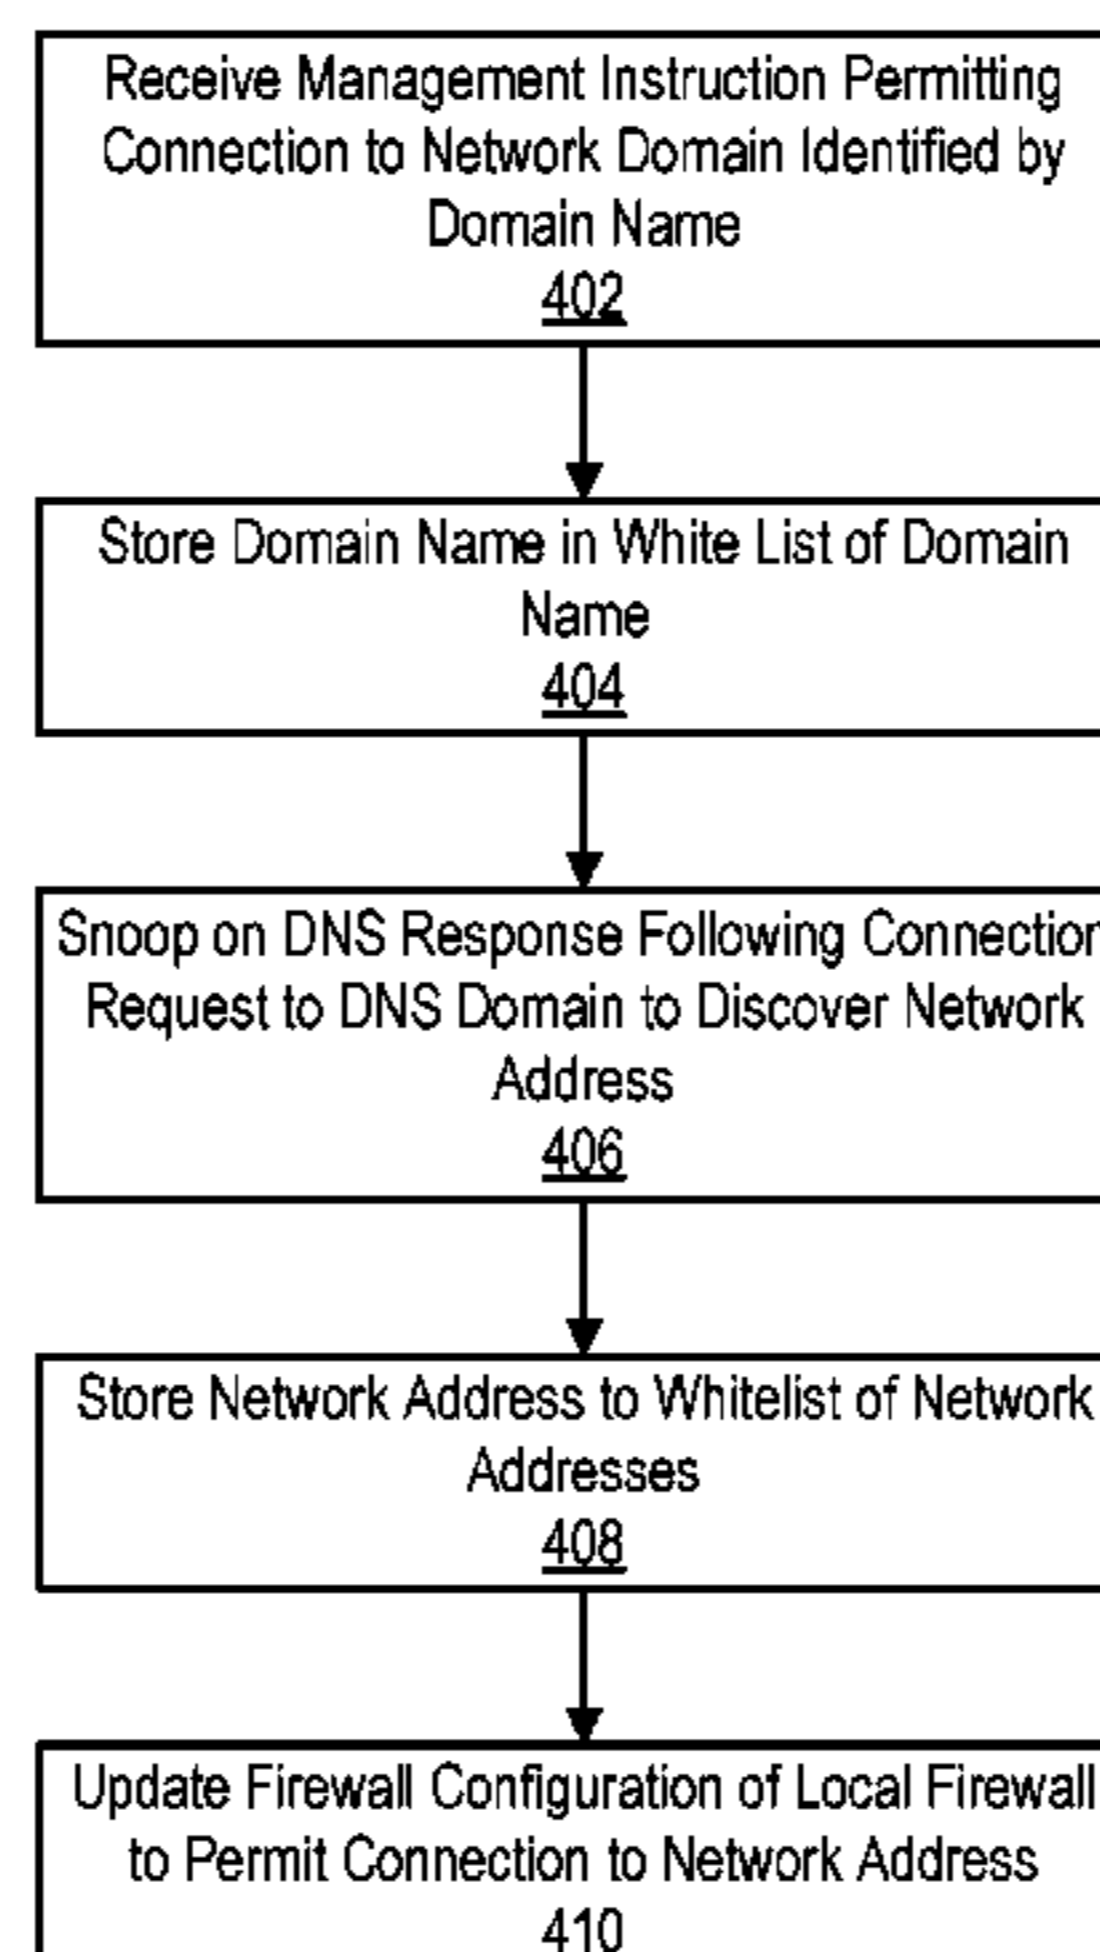 Receive Management Instruction Permitting
Connection to Network Domain Identified by
Domain Name
402
Store Domain Name in White List of Domain
Name
404
Snoop on DNS Response Following Connection
Request to DNS Domain to Discover Network
Address
406
Store Network Address to Whitelist of Network
Addresses
408
Update Firewall Configuration of Local Firewall
to Permit Connection to Network Address
410